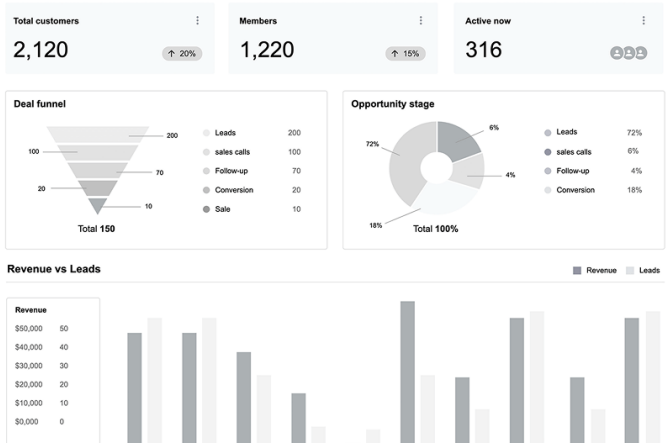 Total customers
2,120
20%
Members
1,220
15%
Active now
316
Deal funnel
200
100
70
20
10
Leads 200
sales calls 100
Follow-up 70
Conversion 20
Sale 10
Total 150
Opportunity stage
6%
72%
4%
18%
Leads 72%
sales calls 6%
Follow-up 4%
Conversion 18%
Total 100%
Revenue vs Leads
Revenue
Leads
Revenue
$50,000 50
$40,000 40
$30,000 30
$20,000 20
$10,000 10
$0,000 0